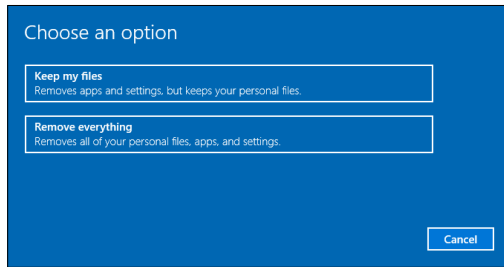 Choose an option
Keep my files
Removes apps and settings, but keeps your personal files.
Remove everything
Removes all of your personal files, apps, and settings.
Cancel